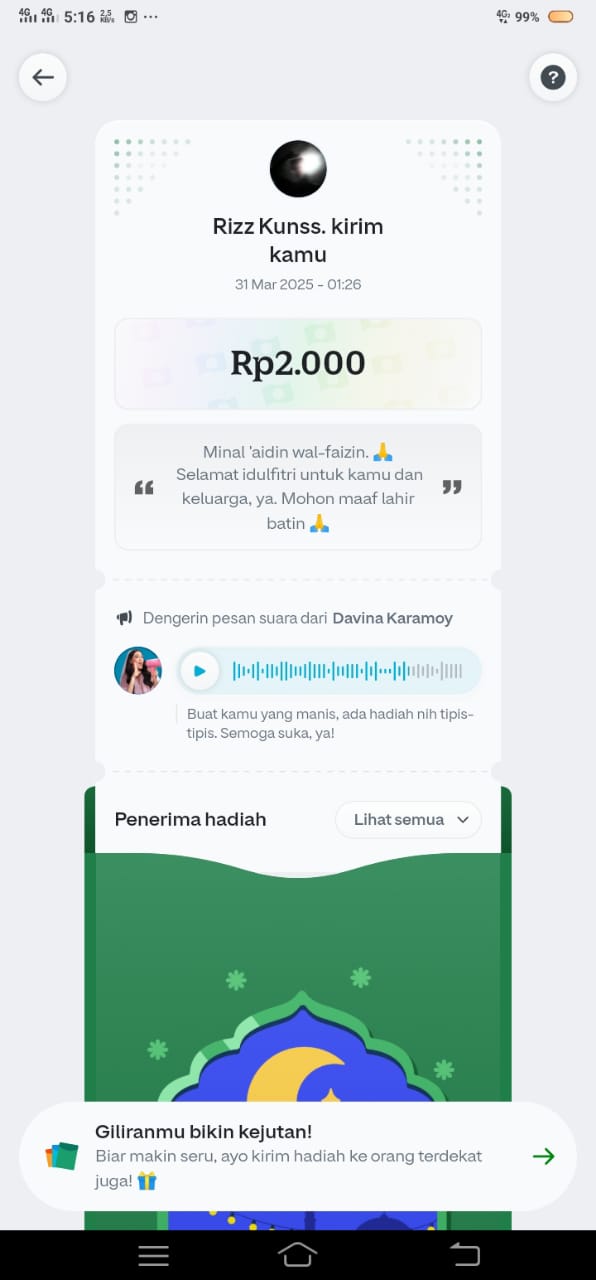 4G 4G 5:16 2,5 KB/s ...
4G 99%
Rizz Kunss. kirim
kamu
31 Mar 2025 - 01:26
Rp2.000
Minal 'aidin wal-faizin. 🙏
Selamat idulfitri untuk kamu dan
keluarga, ya. Mohon maaf lahir
batin 🙏
Dengerin pesan suara dari Davina Karamoy
Buat kamu yang manis, ada hadiah nih tipis-
tipis. Semoga suka, ya!
Penerima hadiah
Lihat semua
Giliranmu bikin kejutan!
Biar makin seru, ayo kirim hadiah ke orang terdekat
juga! 🎁